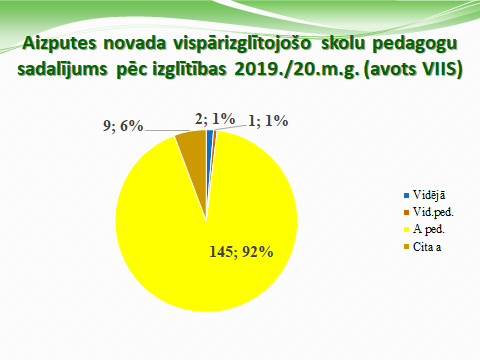 Aizputes novada vispārizglītojošo skolu pedagogu
sadalījums pēc izglītības 2019./20.m.g. (avots VIIS)
9; 6%
2; 1%
1; 1%
145; 92%
Vidējā
Vid.ped.
A ped.
Cita a